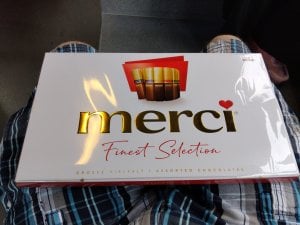 merci
Finest Selection
GROSSE VIELFALT | ASSORTED CHOCOLATES